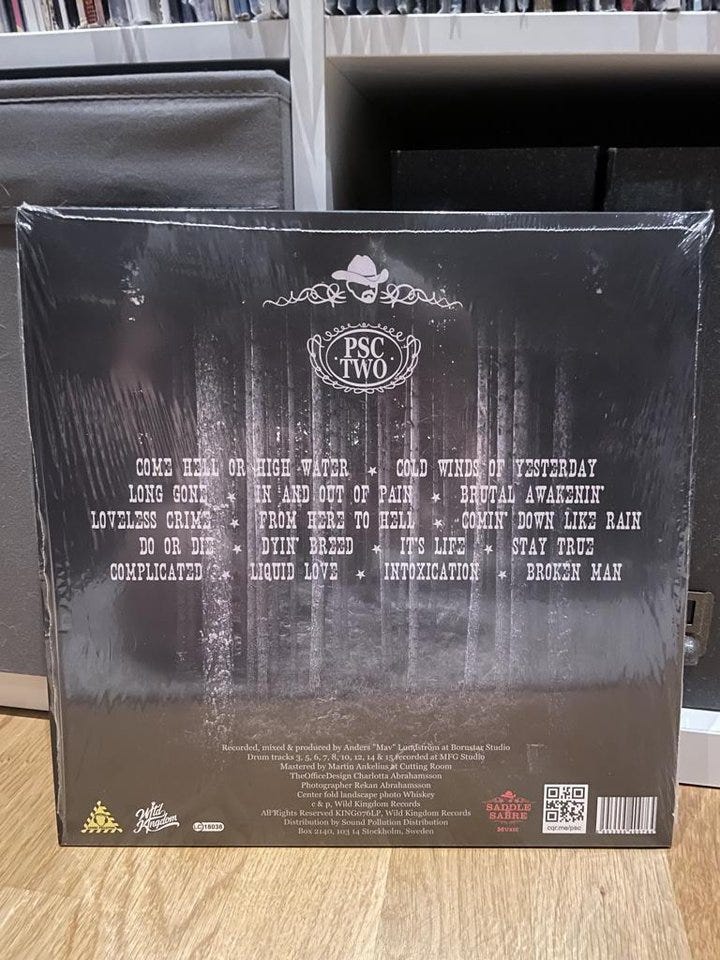 PSC
TWO
COME HELL OR HIGH WATER ★ COLD WINDS OF YESTERDAY
LONG GONE ★ IN AND OUT OF PAIN ★ BRUTAL AWAKENIN'
LOVELESS CRIME ★ FROM HERE TO HELL ★ COMIN' DOWN LIKE RAIN
DO OR DIE ★ DYIN' BREED ★ IT'S LIFE ★ STAY TRUE
COMPLICATED ★ LIQUID LOVE ★ INTOXICATION ★ BROKEN MAN
Recorded, mixed & produced by Anders "Mav" Lundström at Bornstar Studio
Drum tracks 3, 5, 6, 7, 8, 10, 12, 14 & 15 recorded at MFG Studio
Mastered by Martin Ankelius at Cutting Room
TheOfficeDesign Charlotta Abrahamsson
Photographer Rekan Abrahamsson
Center fold landscape photo Whiskey
c & p, Wild Kingdom Records
All Rights Reserved KING076LP, Wild Kingdom Records
Distribution by Sound Pollution Distribution
Box 2140, 103 14 Stockholm, Sweden
Wild
Kingdom
LC 18036
SADDLE
SABRE
MUSIC
cqr.me/psc